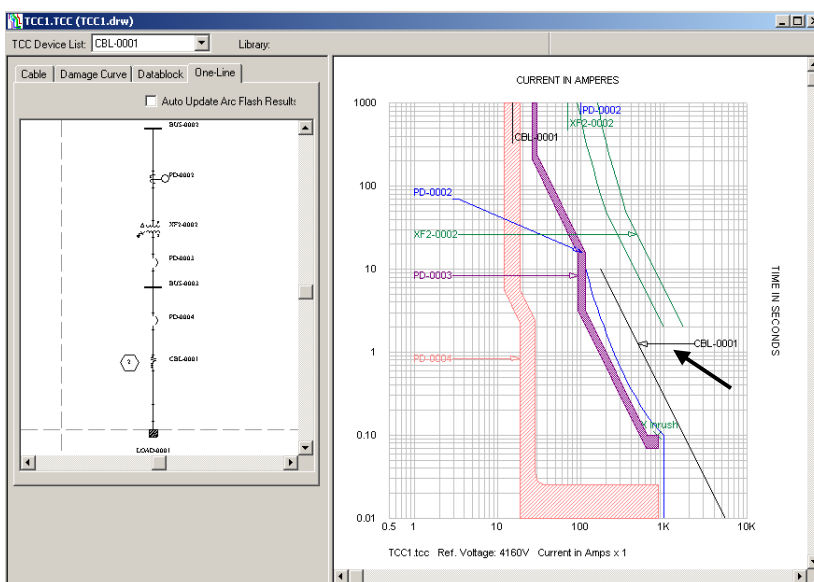 TCC1.TCC (TCC1.drw)
TCC Device List: CBL-0001 Library:
Cable Damage Curve Datablock One-Line
Auto Update Arc Flash Results
BUS-0002
PD-0002
XF2-0002
PD-0003
BUS-0003
PD-0004
2
CBL-0001
LOAD-0001
CURRENT IN AMPERES
1000
100
10
1
0.10
0.01
0.5 1 10 100 1K 10K
PD-0002
XF2-0002
CBL-0001
PD-0002
XF2-0002
PD-0003
CBL-0001
PD-0004
X Inrush
TIME IN SECONDS
TCC1.tcc Ref. Voltage: 4160V Current in Amps x 1